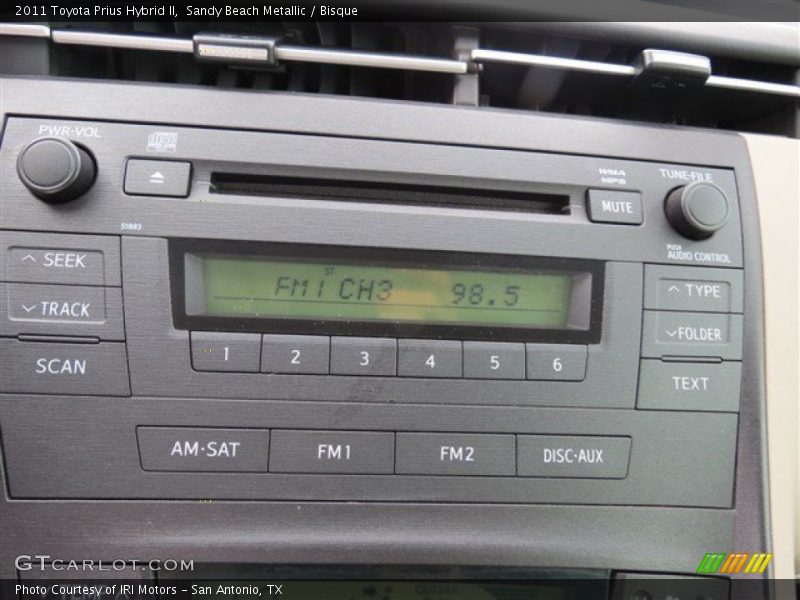 2011 Toyota Prius Hybrid II, Sandy Beach Metallic / Bisque
PWR·VOL
WMA
MP3
TUNE·FILE
MUTE
51883
PUSH
AUDIO CONTROL
SEEK
ST
FM1 CH3 98.5
TYPE
TRACK
FOLDER
1 2 3 4 5 6
SCAN
TEXT
AM·SAT FM1 FM2 DISC·AUX
GTCARLOT.COM
Photo Courtesy of IRI Motors – San Antonio, TX